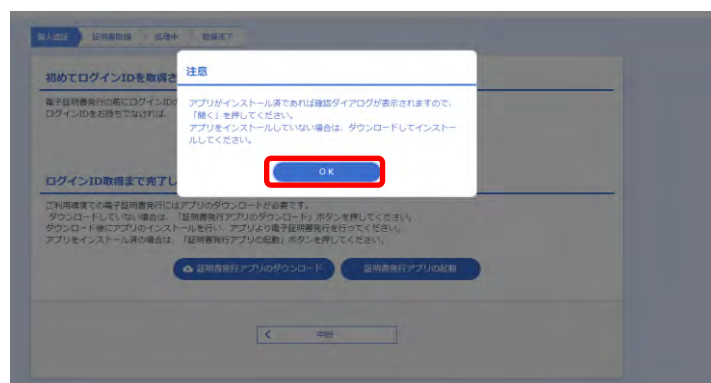 個人認証 証明書取得 処理中 取得完了
注意
初めてログインIDを取得さ
電子証明書発行の前にログインIDの
ログインIDをお持ちでなければ、
アプリがインストール済であれば確認ダイアログが表示されますので、
「開く」を押してください。
アプリをインストールしていない場合は、ダウンロードしてインストー
ルしてください。
OK
ログインID取得まで完了し
ご利用環境での電子証明書発行にはアプリのダウンロードが必要です。
ダウンロードしていない場合は、「証明書発行アプリのダウンロード」ボタンを押してください。
ダウンロード後にアプリのインストールを行い、アプリより電子証明書発行を行ってください。
アプリをインストール済の場合は、「証明書発行アプリの起動」ボタンを押してください。
証明書発行アプリのダウンロード 証明書発行アプリの起動
中断